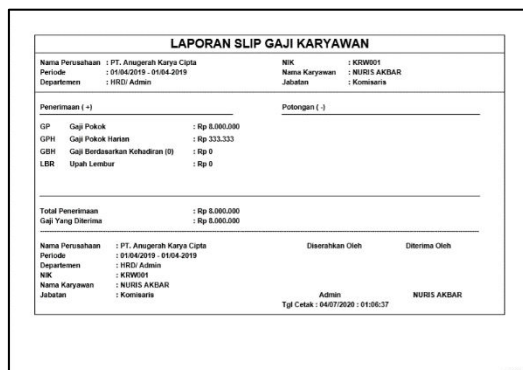 LAPORAN SLIP GAJI KARYAWAN
Nama Perusahaan : PT. Anugerah Karya Cipta NIK : KRW001
Periode : 01/04/2019 - 01/04-2019 Nama Karyawan : NURIS AKBAR
Departemen : HRD/ Admin Jabatan : Komisaris
Penerimaan ( +) Potongan ( -)
GP Gaji Pokok : Rp 8.000.000
GPH Gaji Pokok Harian : Rp 333.333
GBH Gaji Berdasarkan Kehadiran (0) : Rp 0
LBR Upah Lembur : Rp 0
Total Penerimaan : Rp 8.000.000
Gaji Yang Diterima : Rp 8.000.000
Nama Perusahaan : PT. Anugerah Karya Cipta Diserahkan Oleh Diterima Oleh
Periode : 01/04/2019 - 01/04-2019
Departemen : HRD/ Admin
NIK : KRW001
Nama Karyawan : NURIS AKBAR
Jabatan : Komisaris Admin NURIS AKBAR
Tgl Cetak : 04/07/2020 : 01:06:37